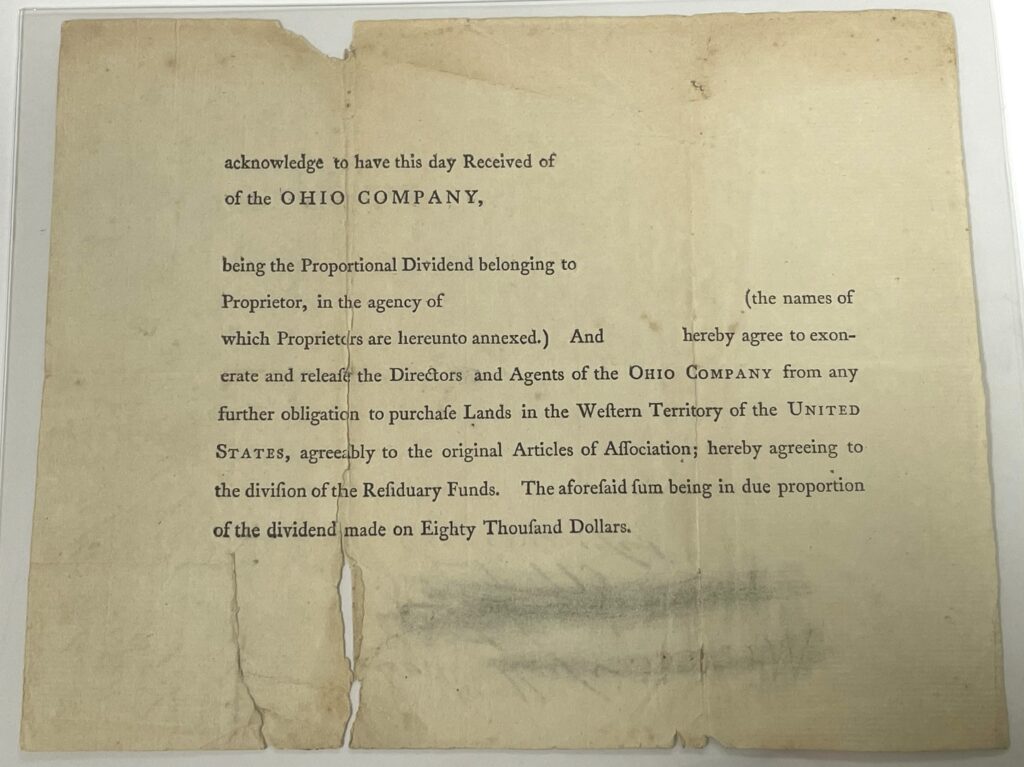 acknowledge to have this day Received of
of the OHIO COMPANY,
being the Proportional Dividend belonging to
Proprietor, in the agency of (the names of
which Proprietors are hereunto annexed.) And hereby agree to exon-
erate and releaſe the Directors and Agents of the OHIO COMPANY from any
further obligation to purchaſe Lands in the Weſtern Territory of the UNITED
STATES, agreeably to the original Articles of Aſſociation; hereby agreeing to
the diviſion of the Reſiduary Funds. The aforeſaid ſum being in due proportion
of the dividend made on Eighty Thouſand Dollars.